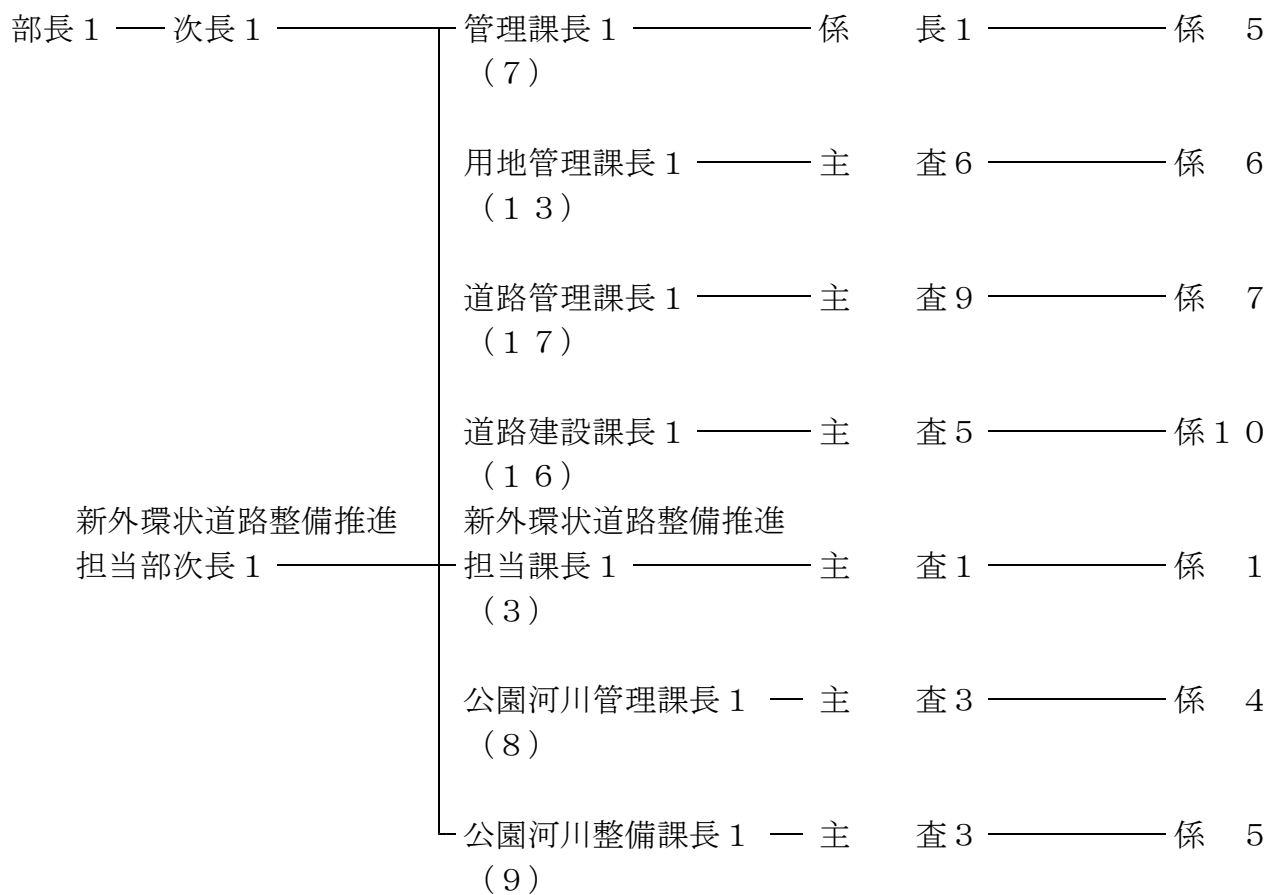 部長１ 次長１ 管理課長１ 係　長１ 係　５
（７）
用地管理課長１ 主　査６ 係　６
（１３）
道路管理課長１ 主　査９ 係　７
（１７）
道路建設課長１ 主　査５ 係１０
（１６）
新外環状道路整備推進 新外環状道路整備推進
担当部次長１ 担当課長１ 主　査１ 係　１
（３）
公園河川管理課長１ 主　査３ 係　４
（８）
公園河川整備課長１ 主　査３ 係　５
（９）